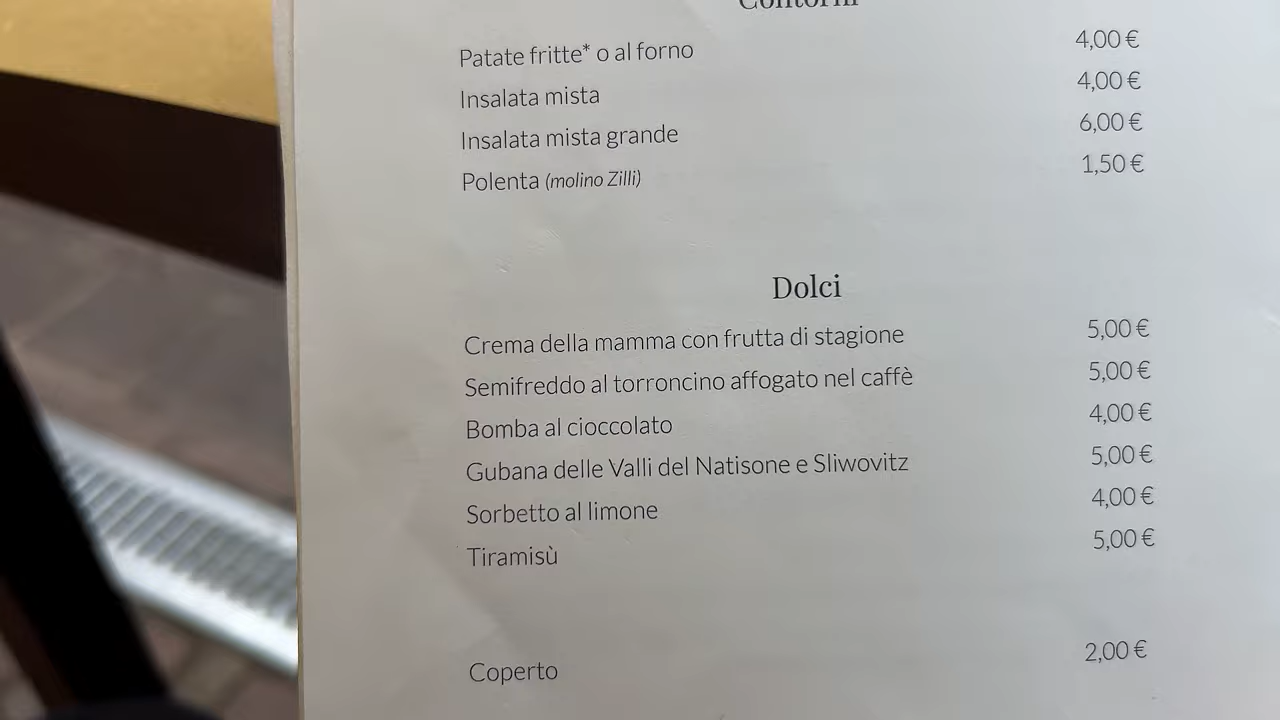 Contorni
Patate fritte* o al forno 4,00 €
Insalata mista 4,00 €
Insalata mista grande 6,00 €
Polenta (molino Zilli) 1,50 €
Dolci
Crema della mamma con frutta di stagione 5,00 €
Semifreddo al torroncino affogato nel caffè 5,00 €
Bomba al cioccolato 4,00 €
Gubana delle Valli del Natisone e Sliwovitz 5,00 €
Sorbetto al limone 4,00 €
Tiramisù 5,00 €
Coperto 2,00 €